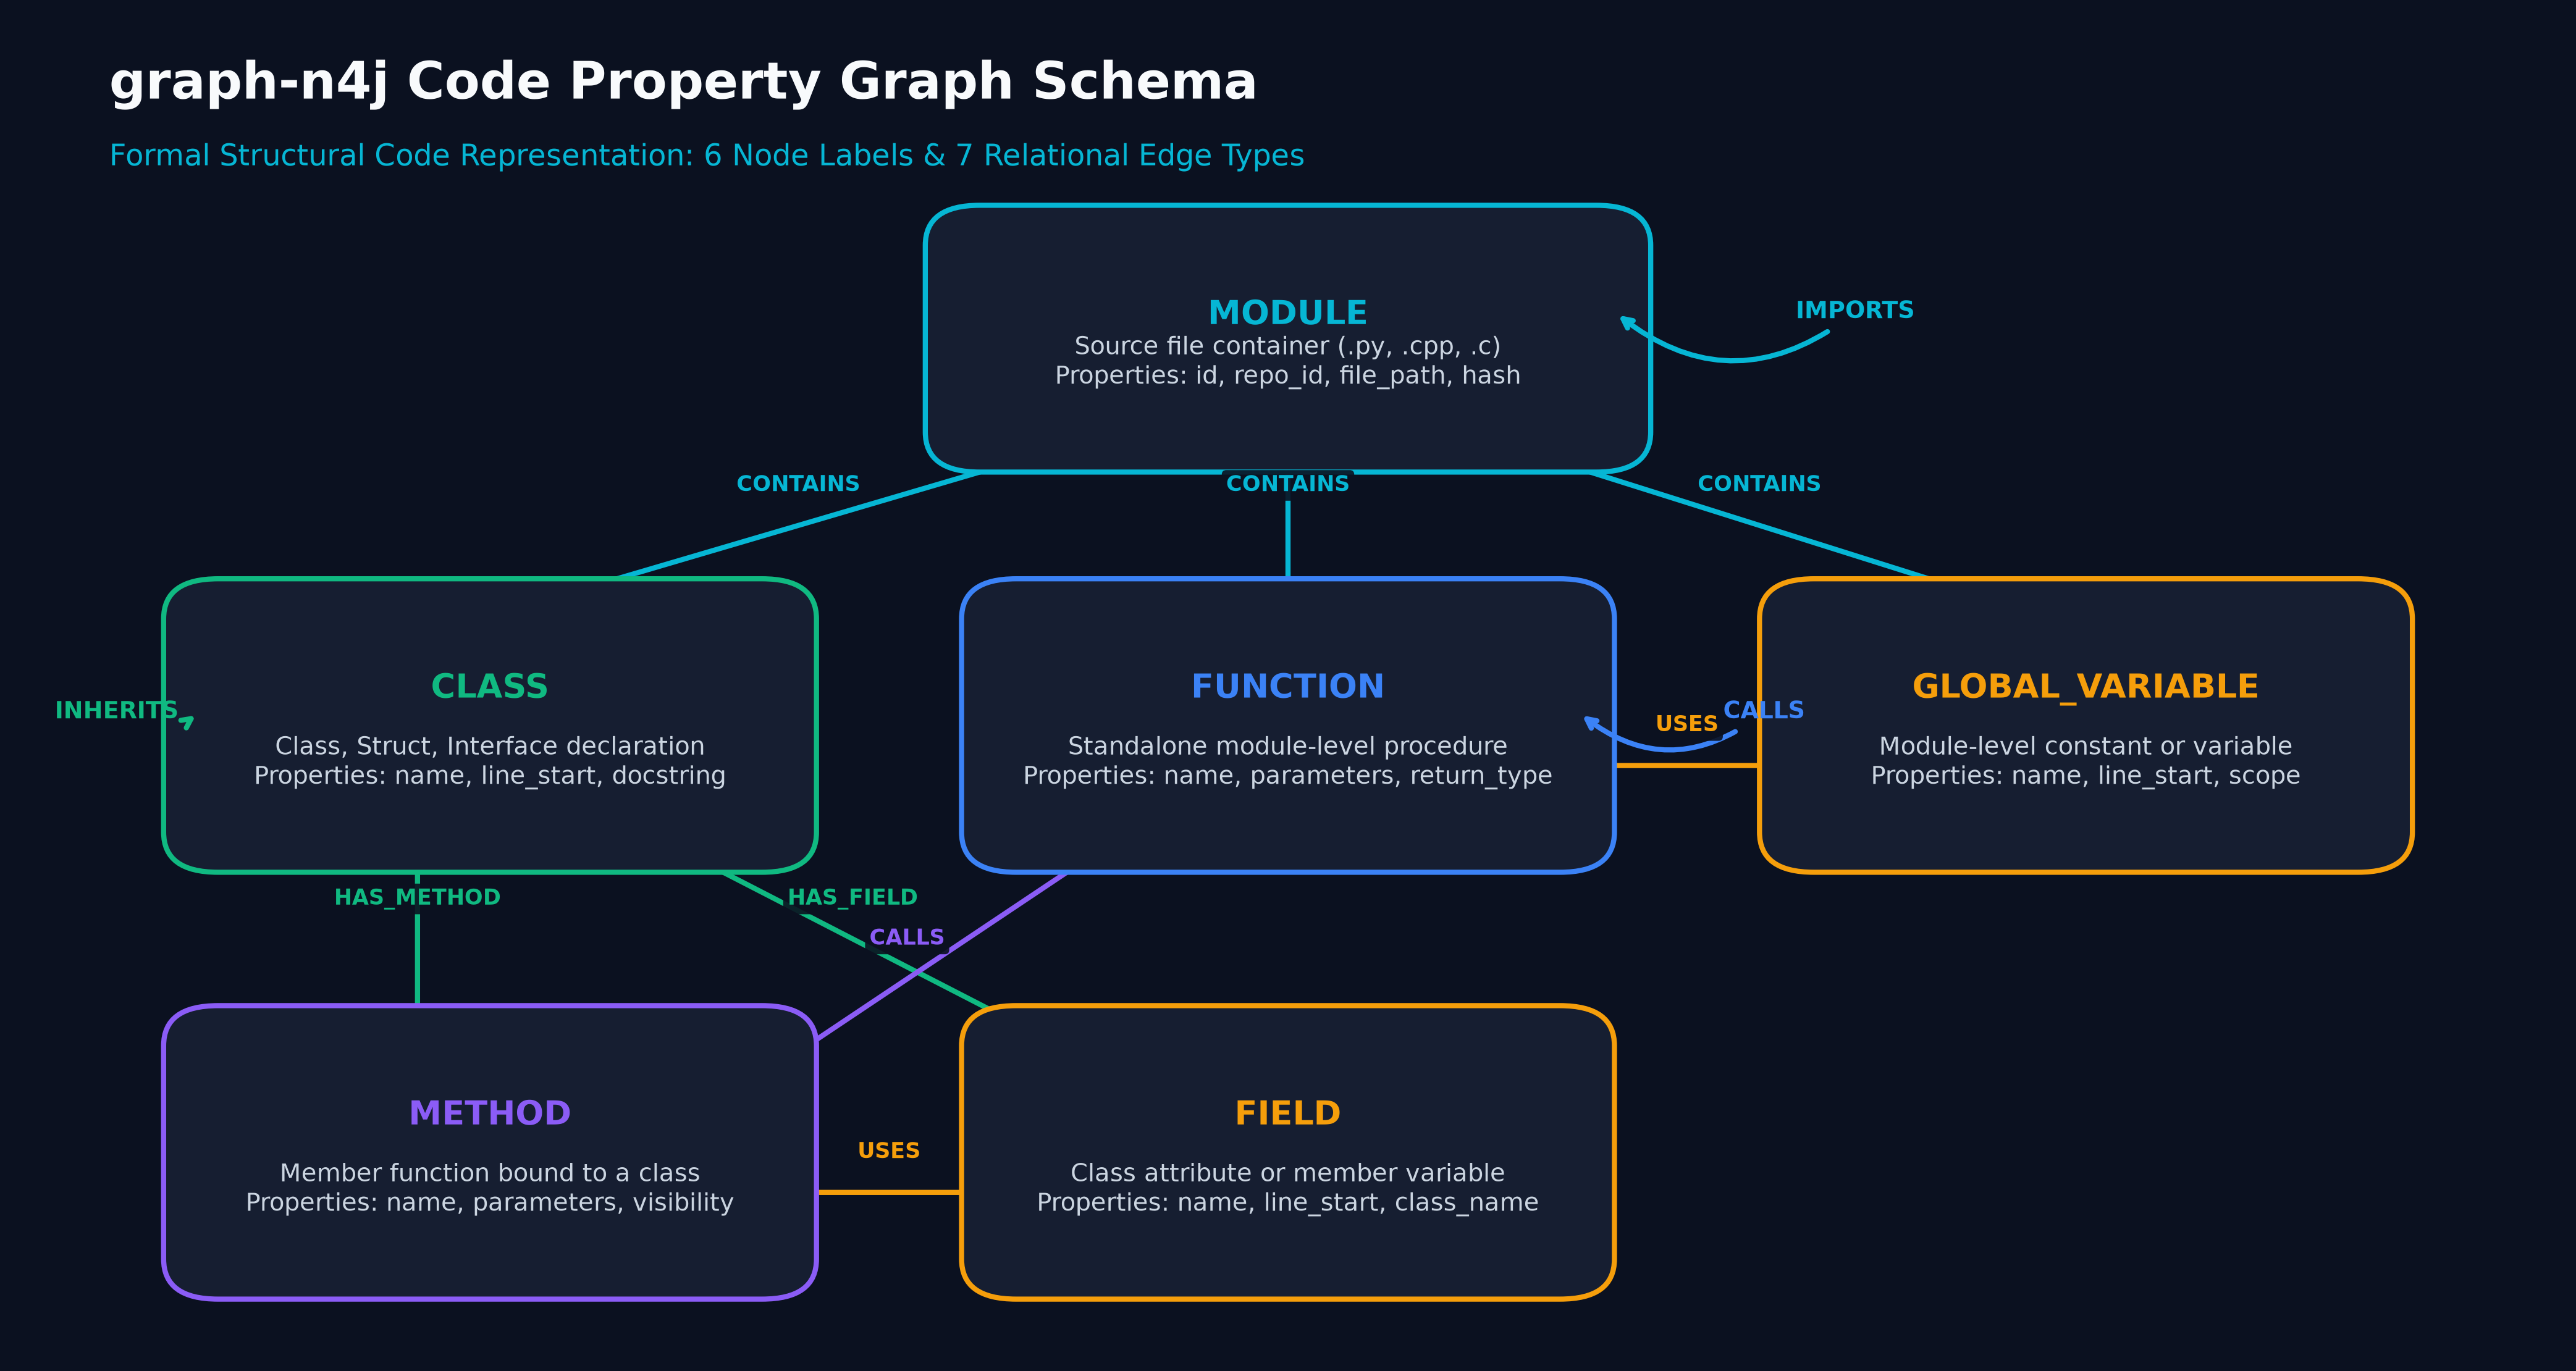 graph-n4j Code Property Graph Schema
Formal Structural Code Representation: 6 Node Labels & 7 Relational Edge Types
MODULE
Source file container (.py, .cpp, .c)
Properties: id, repo_id, file_path, hash
IMPORTS
CONTAINS
CONTAINS
CONTAINS
INHERITS
CLASS
Class, Struct, Interface declaration
Properties: name, line_start, docstring
FUNCTION
Standalone module-level procedure
Properties: name, parameters, return_type
USES
CALLS
GLOBAL_VARIABLE
Module-level constant or variable
Properties: name, line_start, scope
HAS_METHOD
HAS_FIELD
CALLS
METHOD
Member function bound to a class
Properties: name, parameters, visibility
USES
FIELD
Class attribute or member variable
Properties: name, line_start, class_name